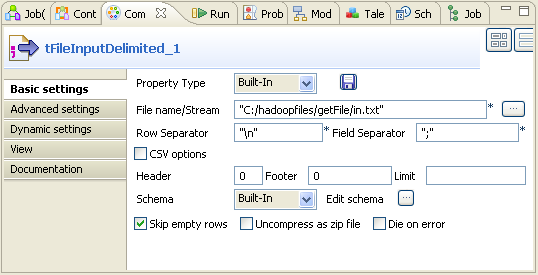 Job( Cont Com Run Prob Mod Tale Sch Job
tFileInputDelimited_1
Basic settings
Advanced settings
Dynamic settings
View
Documentation
Property Type Built-In
File name/Stream "C:/hadoopfiles/getFile/in.txt" * ...
Row Separator "\n" * Field Separator ";" *
CSV options
Header 0 Footer 0 Limit
Schema Built-In Edit schema ...
Skip empty rows Uncompress as zip file Die on error